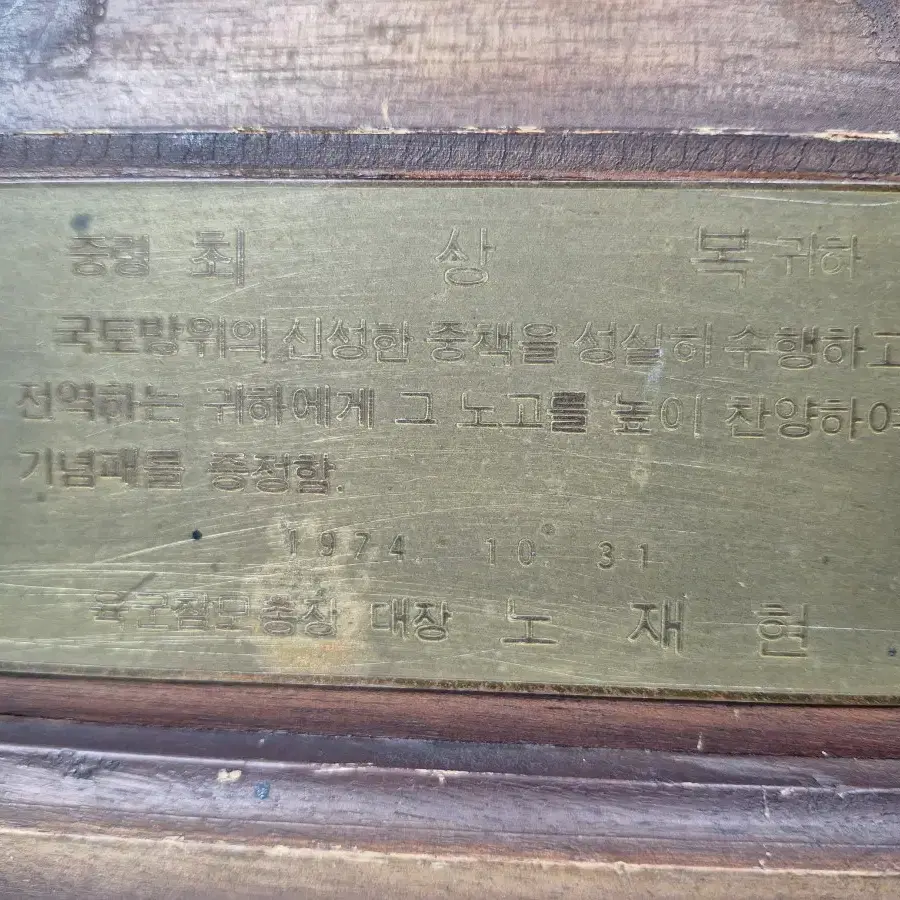 중령 최 상 목 귀하
국토방위의 신성한 중책을 성실히 수행하고
전역하는 귀하에게 그 노고를 높이 찬양하여
기념패를 증정함.
1974. 10 31
육군참모총장 대장 노 재 현